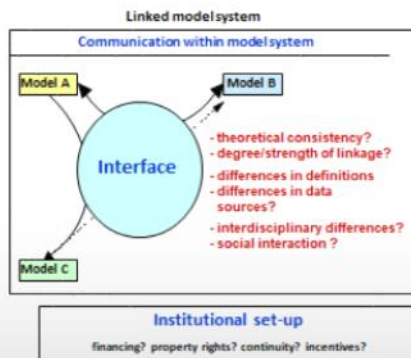 Linked model system
Communication within model system
Model A
Model B
- theoretical consistency?
- degree/strength of linkage?
Interface
- differences in definitions
- differences in data
sources?
- interdisciplinary differences?
- social interaction ?
Model C
Institutional set-up
financing? property rights? continuity? incentives?